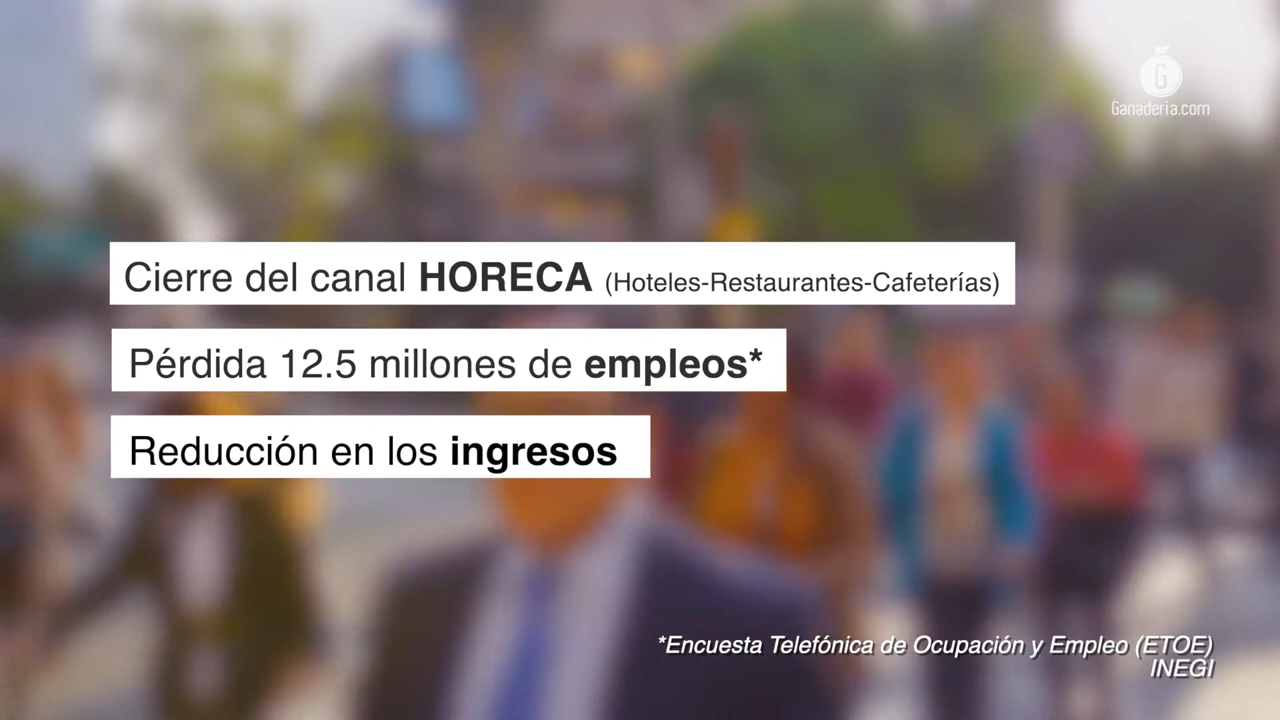 G
Ganadería.com
Cierre del canal HORECA (Hoteles-Restaurantes-Cafeterías)
Pérdida 12.5 millones de empleos*
Reducción en los ingresos
*Encuesta Telefónica de Ocupación y Empleo (ETOE)
INEGI